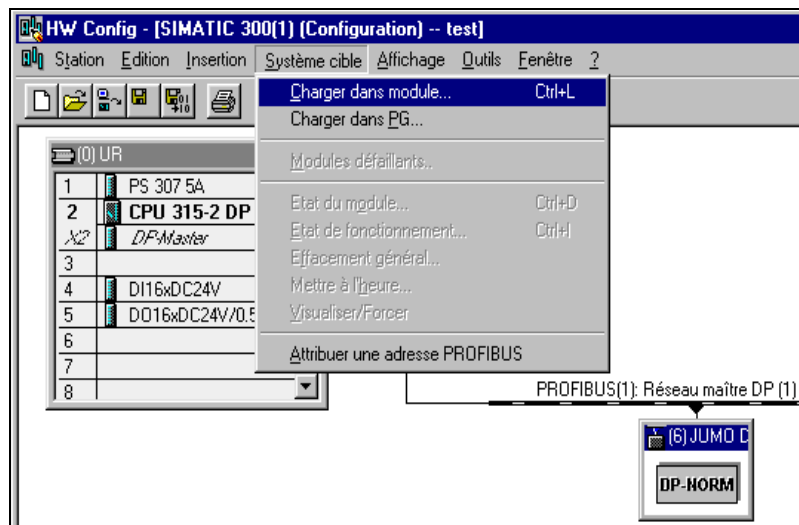 HW Config - [SIMATIC 300(1) (Configuration) -- test]
Station Edition Insertion Système cible Affichage Outils Fenêtre ?
Charger dans module... Ctrl+L
Charger dans PG...
Modules défaillants..
Etat du module... Ctrl+D
Etat de fonctionnement... Ctrl+I
Effacement général...
Mettre à l'heure...
Visualiser/Forcer
Attribuer une adresse PROFIBUS
(0) UR
1 PS 307 5A
2 CPU 315-2 DP
X2 DP-Master
3
4 DI16xDC24V
5 DO16xDC24V/0.5
6
7
8
PROFIBUS(1): Réseau maître DP (1)
(6) JUMO D
DP-NORM